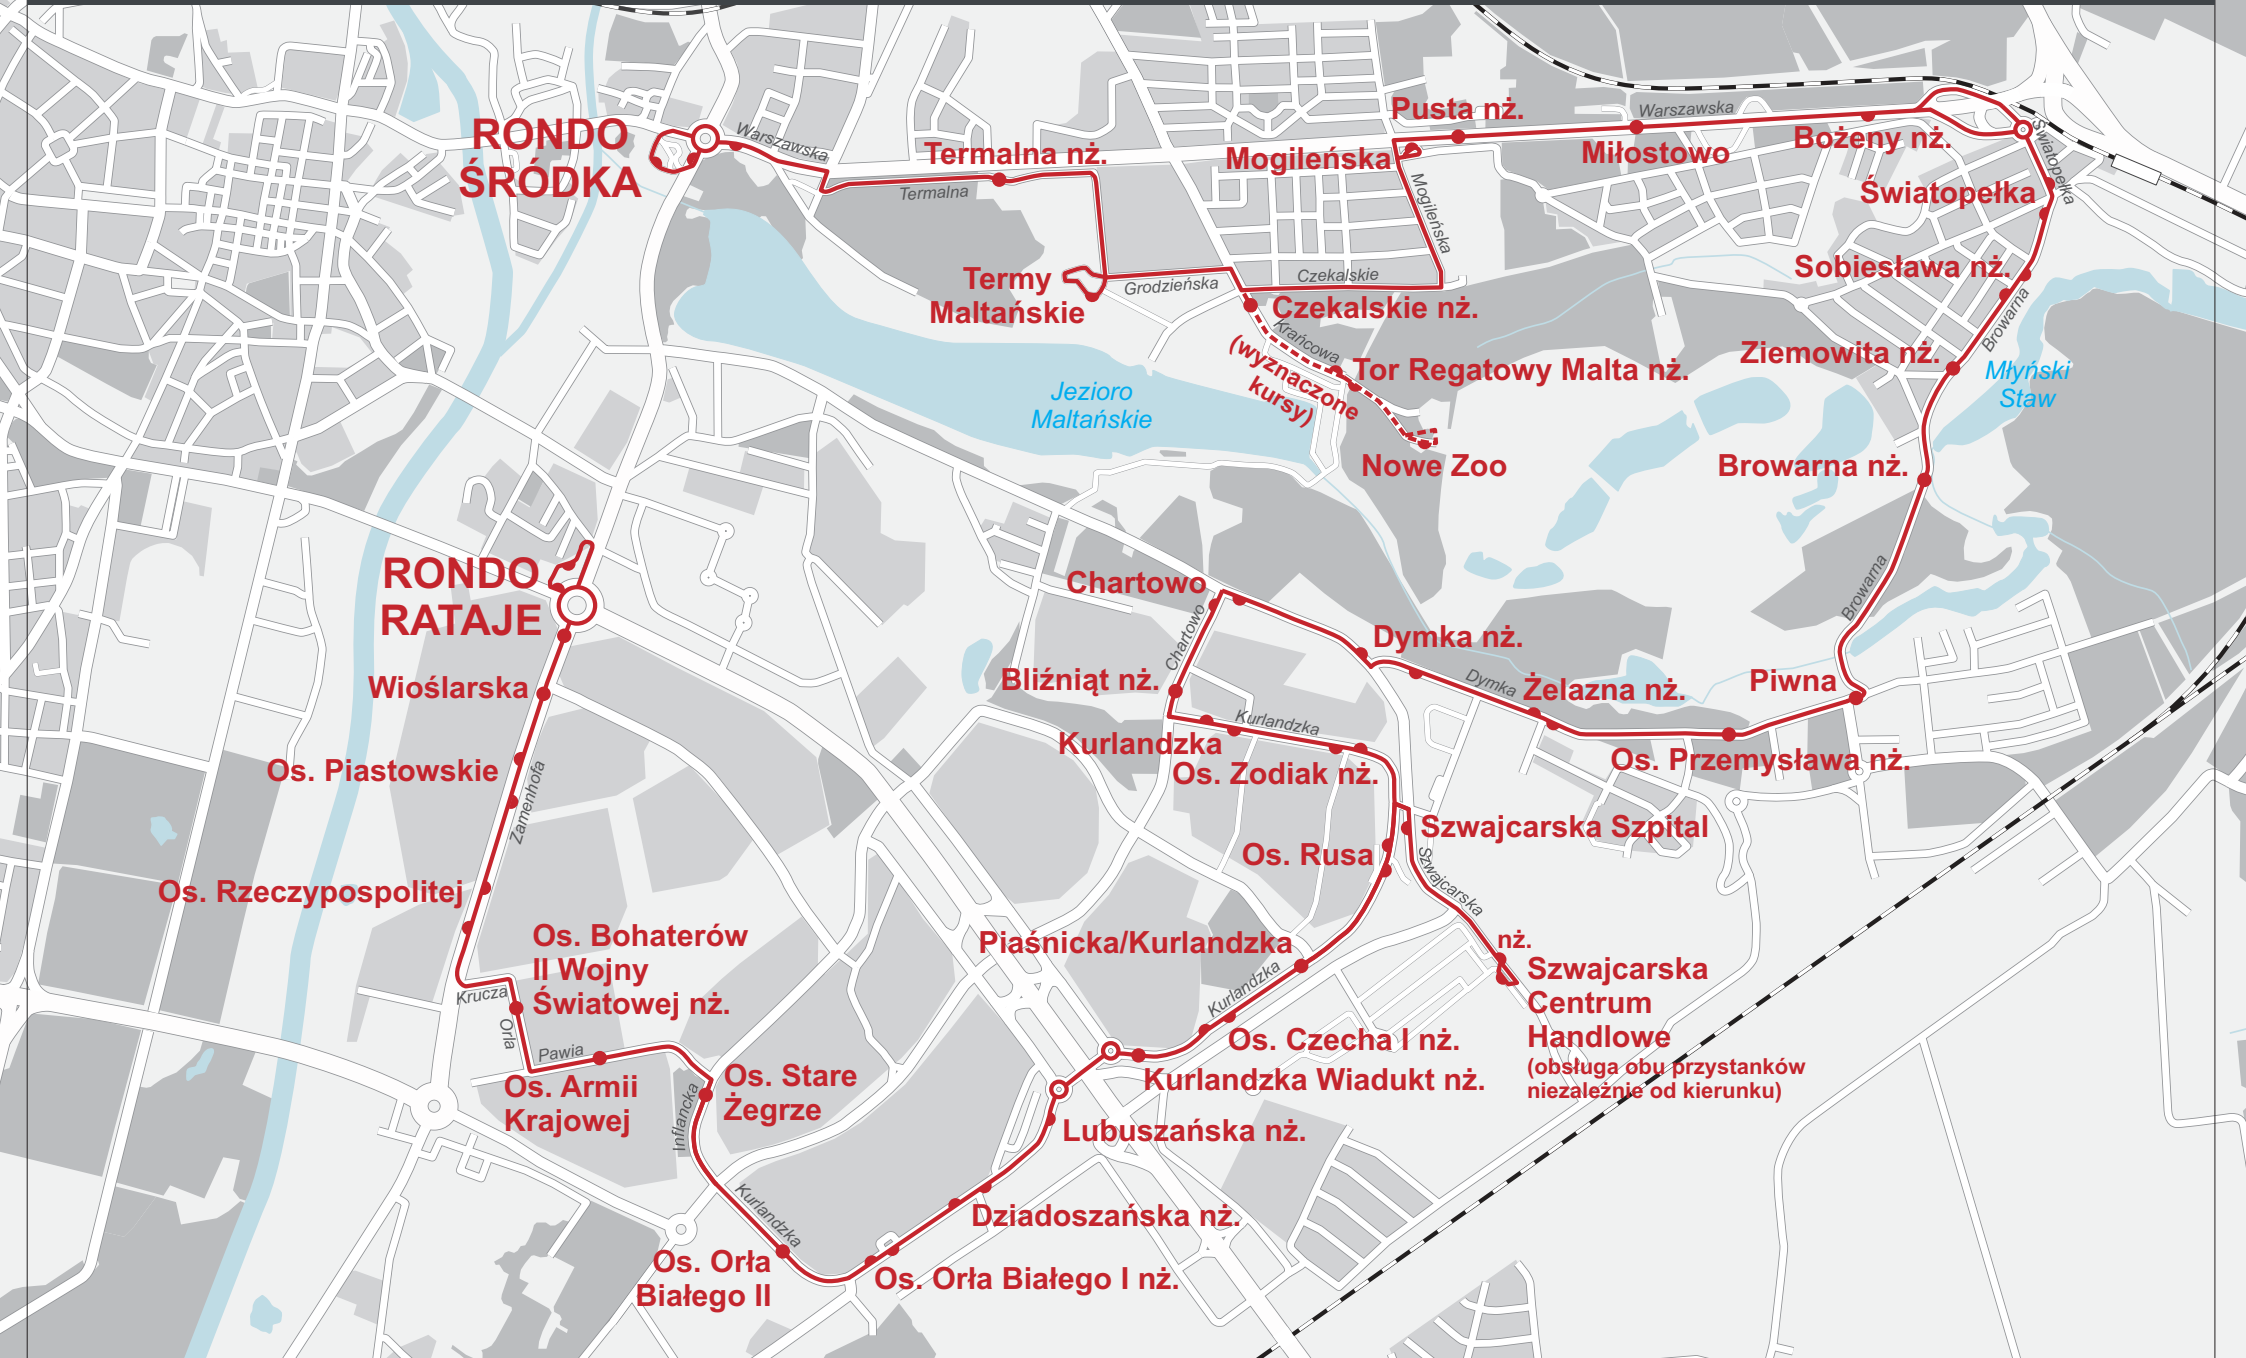 RONDO
ŚRÓDKA
Warszawska
Termalna nż.
Termalna
Pusta nż.
Mogileńska
Mogileńska
Warszawska
Miłostowo
Bożeny nż.
Światopełka
Światopełka
Termy
Maltańskie
Grodzieńska
Czekalskie
Czekalskie nż.
Sobiesława nż.
Browarna
Krańcowa
(wyznaczone
kursy)
Tor Regatowy Malta nż.
Ziemowita nż.
Młyński
Staw
Jezioro
Maltańskie
Nowe Zoo
Browarna nż.
RONDO
RATAJE
Chartowo
Chartowo
Browarna
Dymka nż.
Wioślarska
Bliźniąt nż.
Dymka
Żelazna nż.
Piwna
Kurlandzka
Kurlandzka
Os. Zodiak nż.
Os. Przemysława nż.
Os. Piastowskie
Zamenhofa
Szwajcarska Szpital
Os. Rusa
Szwajcarska
Os. Rzeczypospolitej
Os. Bohaterów
II Wojny
Światowej nż.
Piaśnicka/Kurlandzka
Kurlandzka
nż.
Szwajcarska
Centrum
Handlowe
(obsługa obu przystanków
niezależnie od kierunku)
Krucza
Orla
Pawia
Os. Armii
Krajowej
Os. Stare
Żegrze
Inflancka
Os. Czecha I nż.
Kurlandzka Wiadukt nż.
Lubuszańska nż.
Kurlandzka
Dziadoszańska nż.
Os. Orła
Białego II
Os. Orła Białego I nż.